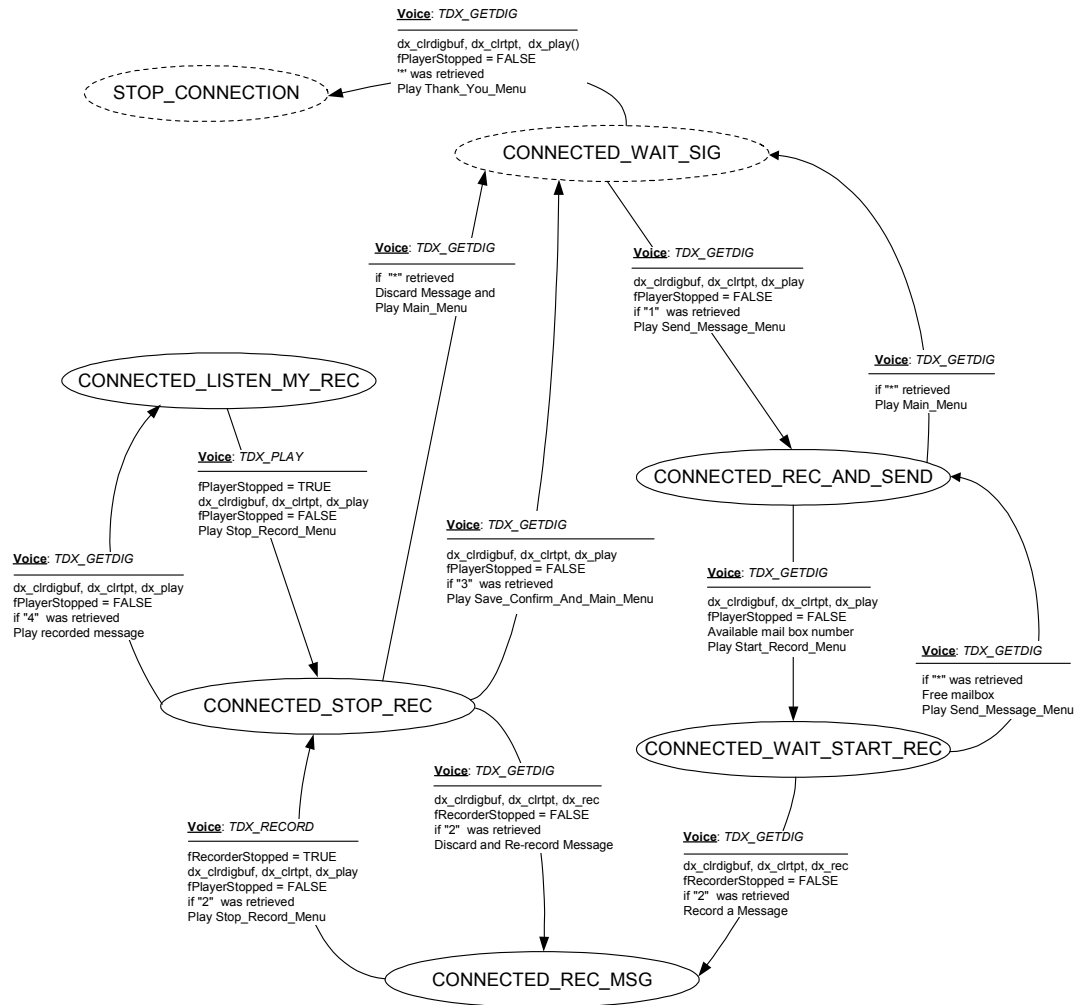 Voice: TDX_GETDIG
dx_clrdigbuf, dx_clrtpt,  dx_play()
fPlayerStopped = FALSE
'*' was retrieved
Play Thank_You_Menu
STOP_CONNECTION
CONNECTED_WAIT_SIG
Voice: TDX_GETDIG
if  "*" retrieved
Discard Message and
Play Main_Menu
Voice: TDX_GETDIG
dx_clrdigbuf, dx_clrtpt, dx_play
fPlayerStopped = FALSE
if "1"  was retrieved
Play Send_Message_Menu
Voice: TDX_GETDIG
if "*" retrieved
Play Main_Menu
CONNECTED_LISTEN_MY_REC
Voice: TDX_PLAY
fPlayerStopped = TRUE
dx_clrdigbuf, dx_clrtpt, dx_play
fPlayerStopped = FALSE
Play Stop_Record_Menu
CONNECTED_REC_AND_SEND
Voice: TDX_GETDIG
dx_clrdigbuf, dx_clrtpt, dx_play
fPlayerStopped = FALSE
if "4"  was retrieved
Play recorded message
Voice: TDX_GETDIG
dx_clrdigbuf, dx_clrtpt, dx_play
fPlayerStopped = FALSE
if "3"  was retrieved
Play Save_Confirm_And_Main_Menu
Voice: TDX_GETDIG
dx_clrdigbuf, dx_clrtpt, dx_play
fPlayerStopped = FALSE
Available mail box number
Play Start_Record_Menu
Voice: TDX_GETDIG
if "*" was retrieved
Free mailbox
Play Send_Message_Menu
CONNECTED_STOP_REC
CONNECTED_WAIT_START_REC
Voice: TDX_RECORD
fRecorderStopped = TRUE
dx_clrdigbuf, dx_clrtpt, dx_play
fPlayerStopped = FALSE
if "2"  was retrieved
Play Stop_Record_Menu
Voice: TDX_GETDIG
dx_clrdigbuf, dx_clrtpt, dx_rec
fRecorderStopped = FALSE
if "2"  was retrieved
Discard and Re-record Message
Voice: TDX_GETDIG
dx_clrdigbuf, dx_clrtpt, dx_rec
fRecorderStopped = FALSE
if "2"  was retrieved
Record a Message
CONNECTED_REC_MSG